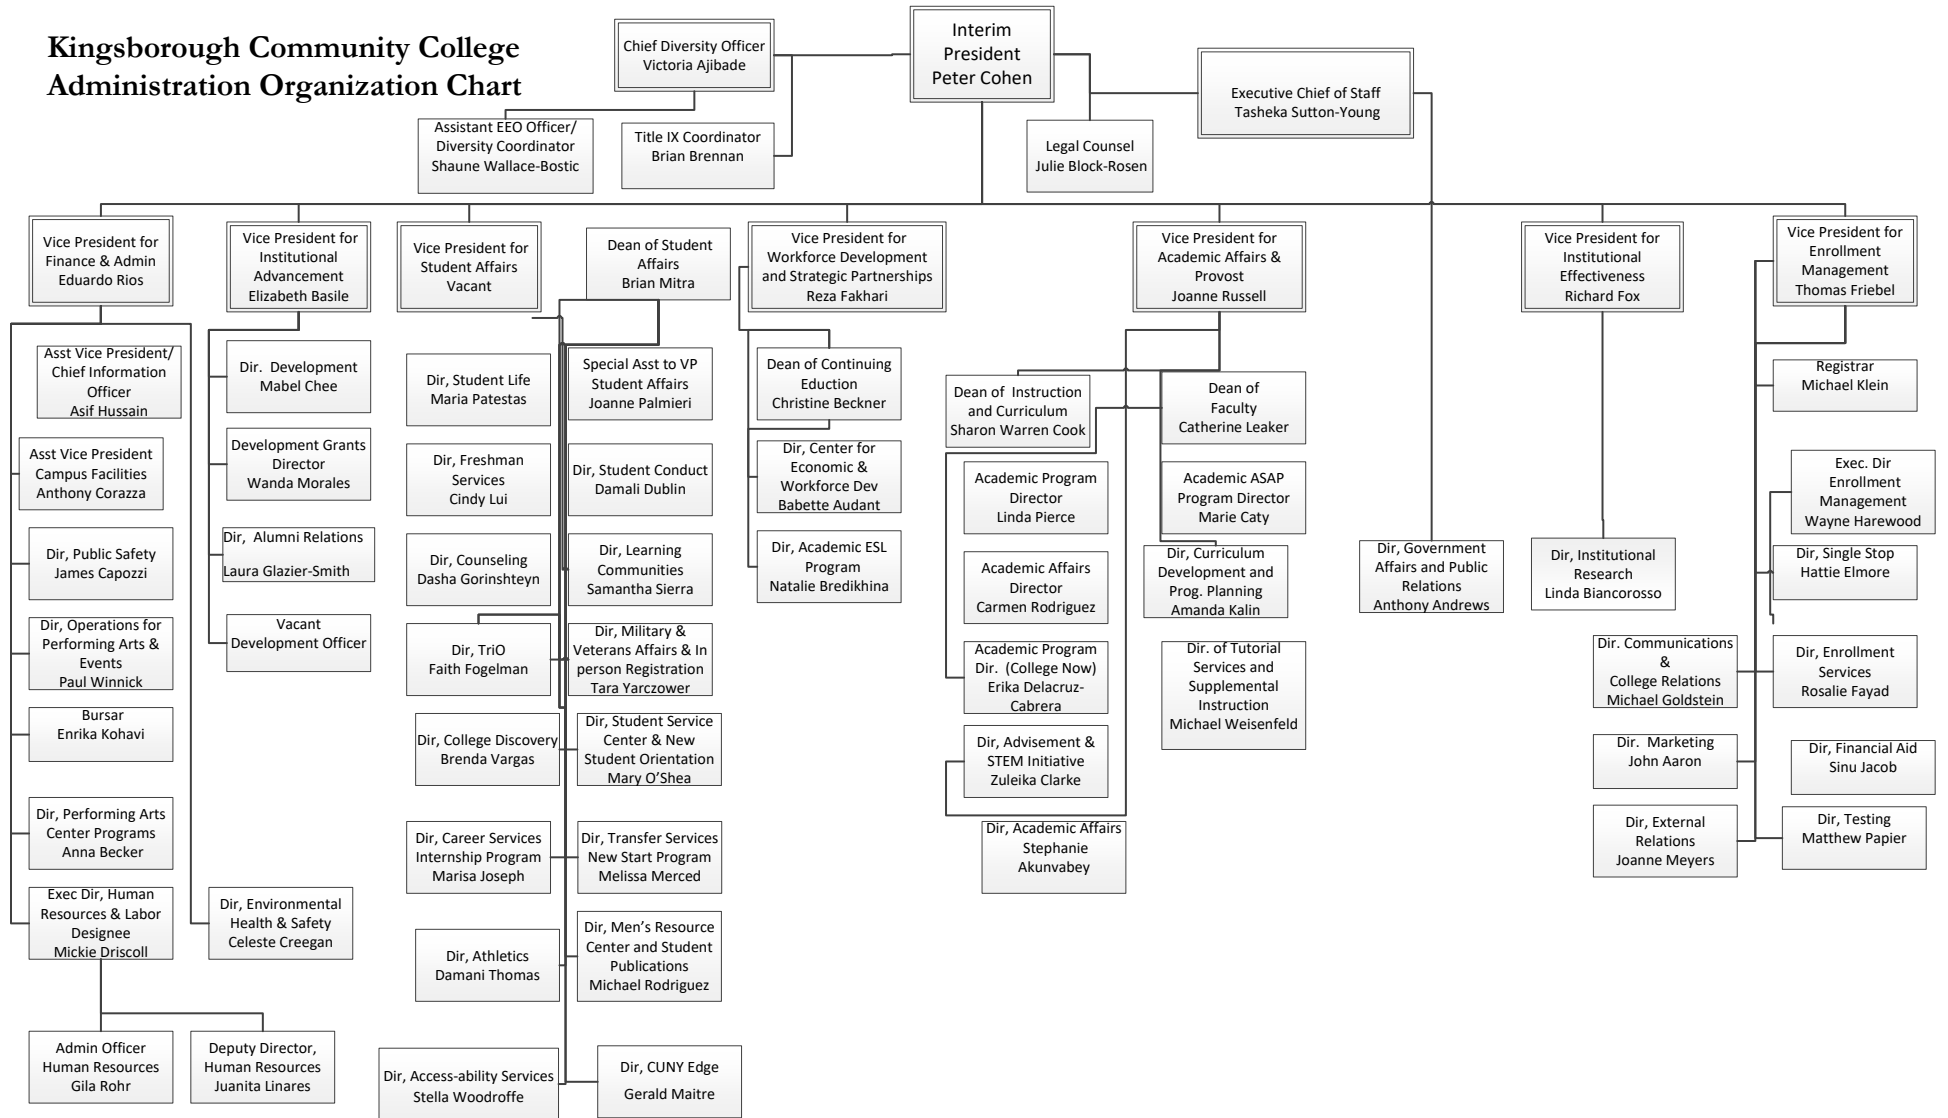 Kingsborough Community College
Administration Organization Chart
Chief Diversity Officer
Victoria Ajibade
Interim
President
Peter Cohen
Executive Chief of Staff
Tasheka Sutton-Young
Assistant EEO Officer/
Diversity Coordinator
Shaune Wallace-Bostic
Title IX Coordinator
Brian Brennan
Legal Counsel
Julie Block-Rosen
Vice President for
Finance & Admin
Eduardo Rios
Vice President for
Institutional
Advancement
Elizabeth Basile
Vice President for
Student Affairs
Vacant
Dean of Student
Affairs
Brian Mitra
Vice President for
Workforce Development
and Strategic Partnerships
Reza Fakhari
Vice President for
Academic Affairs &
Provost
Joanne Russell
Vice President for
Institutional
Effectiveness
Richard Fox
Vice President for
Enrollment
Management
Thomas Friebel
Asst Vice President/
Chief Information
Officer
Asif Hussain
Asst Vice President
Campus Facilities
Anthony Corazza
Dir, Public Safety
James Capozzi
Dir, Operations for
Performing Arts &
Events
Paul Winnick
Bursar
Enrika Kohavi
Dir, Performing Arts
Center Programs
Anna Becker
Exec Dir, Human
Resources & Labor
Designee
Mickie Driscoll
Dir, Environmental
Health & Safety
Celeste Creegan
Admin Officer
Human Resources
Gila Rohr
Deputy Director,
Human Resources
Juanita Linares
Dir.  Development
Mabel Chee
Development Grants
Director
Wanda Morales
Dir,  Alumni Relations
Laura Glazier-Smith
Vacant
Development Officer
Dir, Student Life
Maria Patestas
Special Asst to VP
Student Affairs
Joanne Palmieri
Dir, Freshman
Services
Cindy Lui
Dir, Student Conduct
Damali Dublin
Dir, Counseling
Dasha Gorinshteyn
Dir, Learning
Communities
Samantha Sierra
Dir, TriO
Faith Fogelman
Dir, Military &
Veterans Affairs & In
person Registration
Tara Yarczower
Dir, College Discovery
Brenda Vargas
Dir, Student Service
Center & New
Student Orientation
Mary O’Shea
Dir, Career Services
Internship Program
Marisa Joseph
Dir, Transfer Services
New Start Program
Melissa Merced
Dir, Athletics
Damani Thomas
Dir, Men’s Resource
Center and Student
Publications
Michael Rodriguez
Dir, Access-ability Services
Stella Woodroffe
Dir, CUNY Edge
Gerald Maitre
Dean of Continuing
Eduction
Christine Beckner
Dir, Center for
Economic &
Workforce Dev
Babette Audant
Dir, Academic ESL
Program
Natalie Bredikhina
Dean of  Instruction
and Curriculum
Sharon Warren Cook
Dean of
Faculty
Catherine Leaker
Academic Program
Director
Linda Pierce
Academic ASAP
Program Director
Marie Caty
Academic Affairs
Director
Carmen Rodriguez
Dir, Curriculum
Development and
Prog. Planning
Amanda Kalin
Academic Program
Dir.  (College Now)
Erika Delacruz-
Cabrera
Dir. of Tutorial
Services and
Supplemental
Instruction
Michael Weisenfeld
Dir, Advisement &
STEM Initiative
Zuleika Clarke
Dir, Academic Affairs
Stephanie
Akunvabey
Dir, Government
Affairs and Public
Relations
Anthony Andrews
Dir, Institutional
Research
Linda Biancorosso
Registrar
Michael Klein
Exec. Dir
Enrollment
Management
Wayne Harewood
Dir, Single Stop
Hattie Elmore
Dir. Communications
&
College Relations
Michael Goldstein
Dir, Enrollment
Services
Rosalie Fayad
Dir.  Marketing
John Aaron
Dir, Financial Aid
Sinu Jacob
Dir, External
Relations
Joanne Meyers
Dir, Testing
Matthew Papier